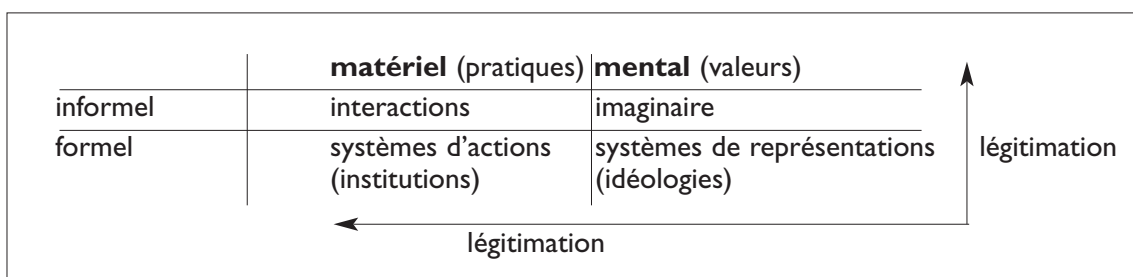 matériel (pratiques) mental (valeurs)
informel interactions imaginaire
formel systèmes d’actions systèmes de représentations légitimation
(institutions) (idéologies)
légitimation